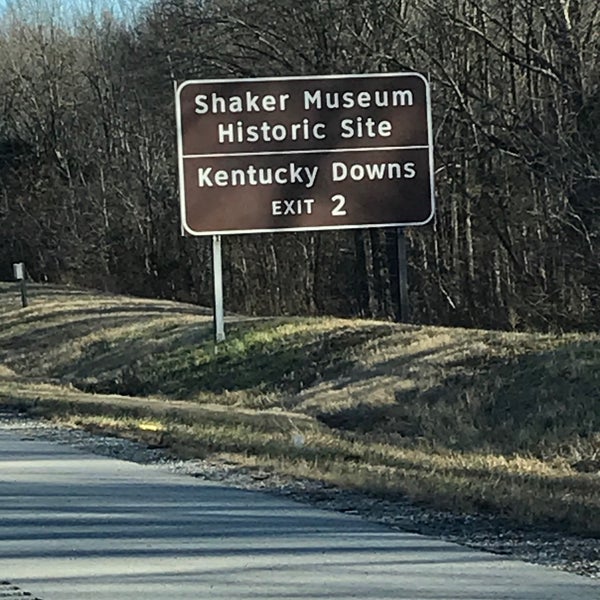 Shaker Museum
Historic Site
Kentucky Downs
EXIT 2